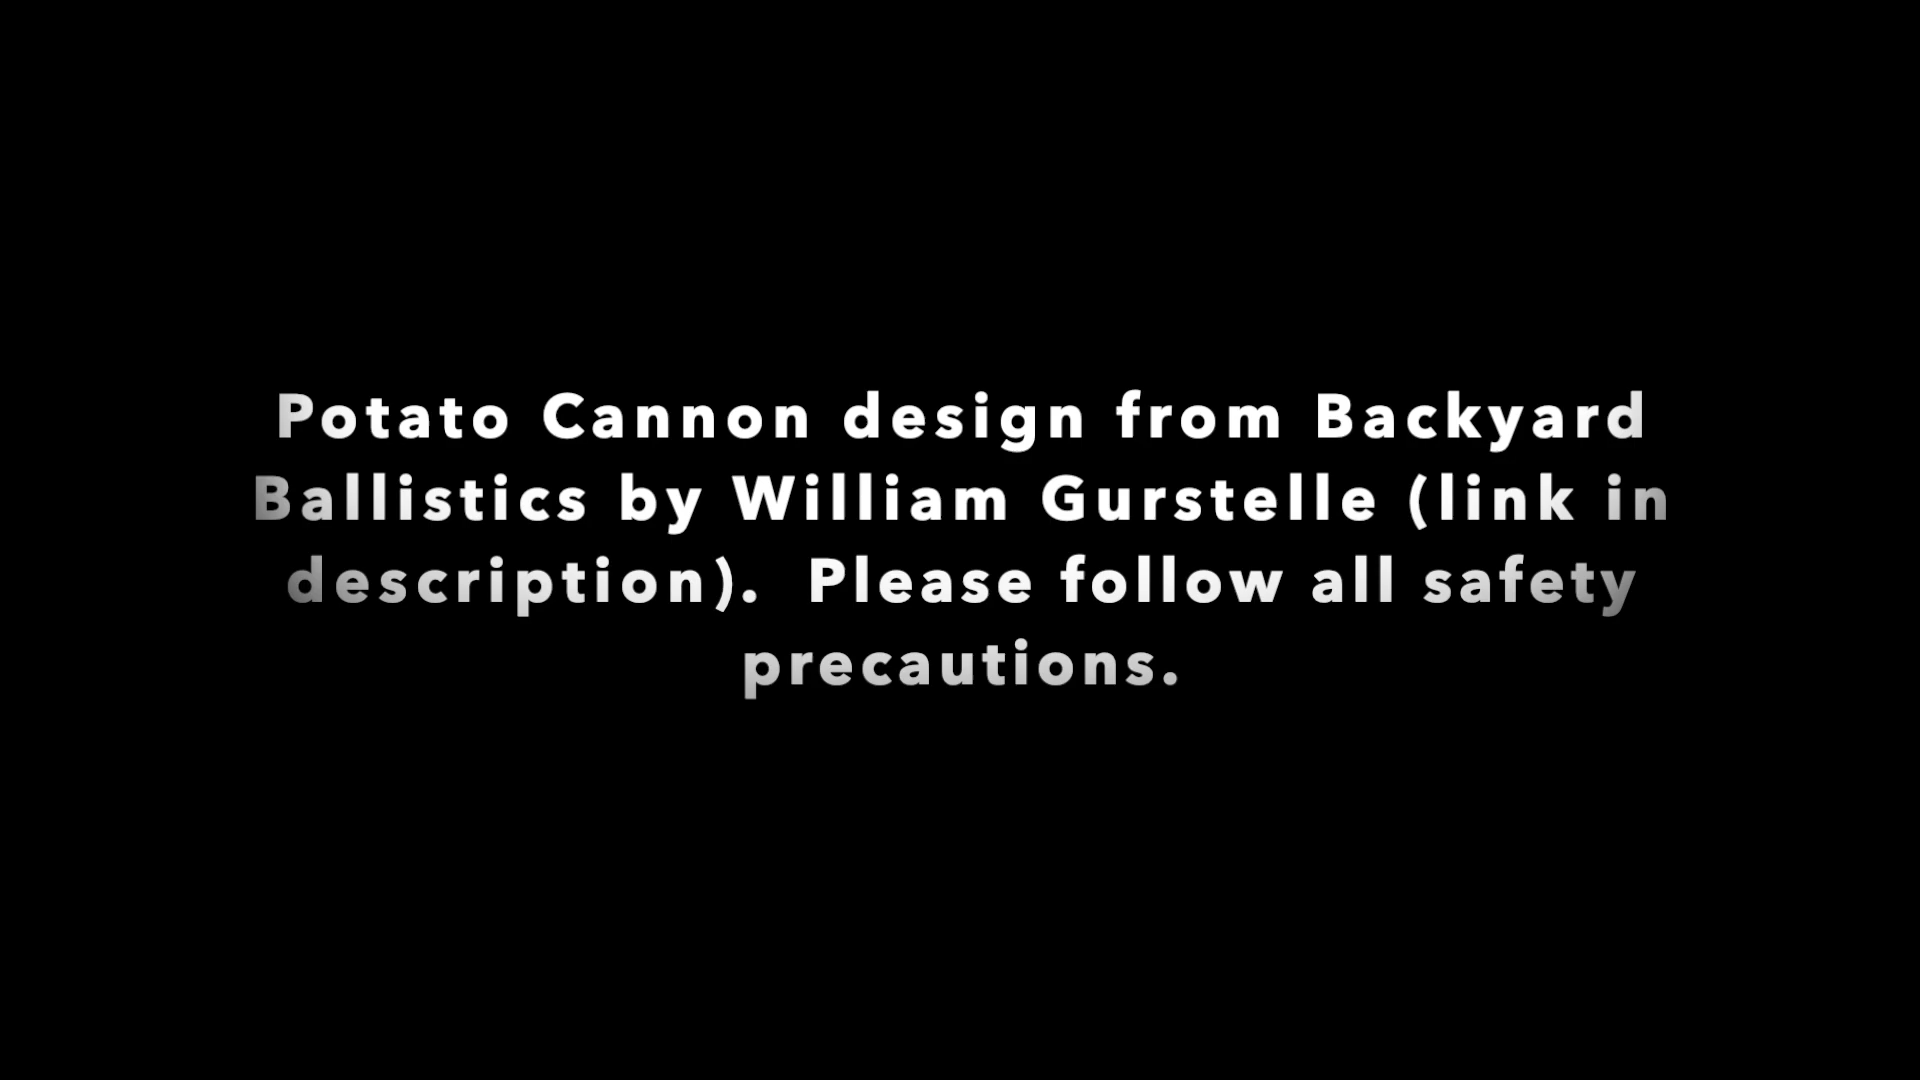 Potato Cannon design from Backyard
Ballistics by William Gurstelle (link in
description).  Please follow all safety
precautions.